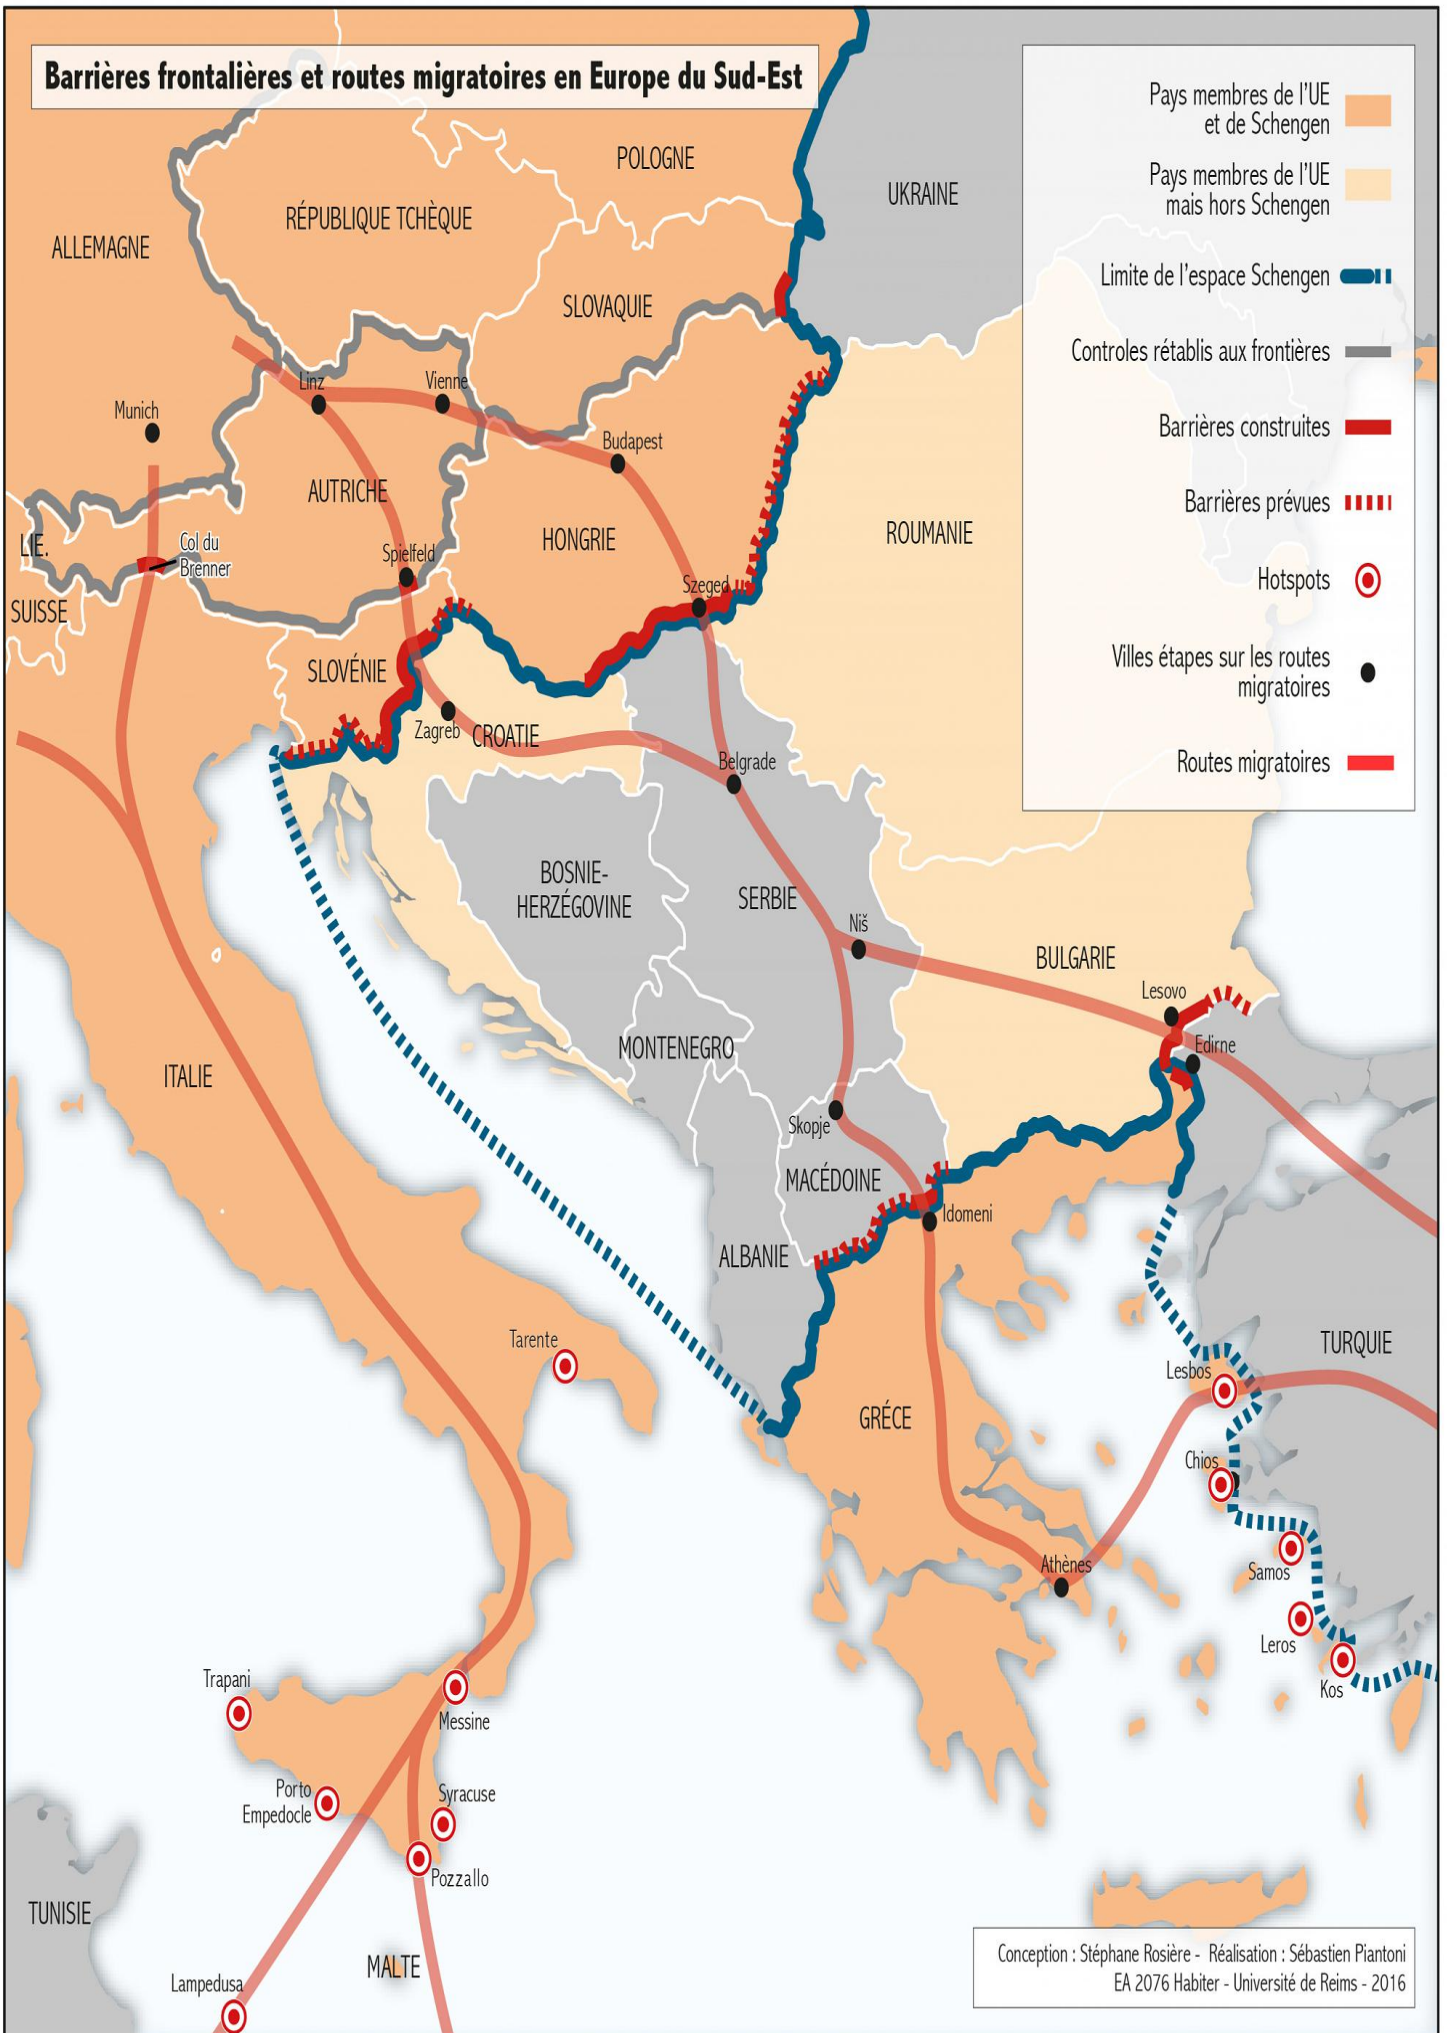 Barrières frontalières et routes migratoires en Europe du Sud-Est
Pays membres de l'UE
et de Schengen
Pays membres de l'UE
mais hors Schengen
Limite de l'espace Schengen
Controles rétablis aux frontières
Barrières construites
Barrières prévues
Hotspots
Villes étapes sur les routes
migratoires
Routes migratoires
POLOGNE
UKRAINE
RÉPUBLIQUE TCHÈQUE
ALLEMAGNE
SLOVAQUIE
Linz
Vienne
Munich
Budapest
AUTRICHE
HONGRIE
ROUMANIE
LIE.
Col du
Brenner
Spielfeld
Szeged
SUISSE
SLOVÉNIE
Zagreb
CROATIE
Belgrade
BOSNIE-
HERZÉGOVINE
SERBIE
Niš
BULGARIE
Lesovo
Edirne
MONTENEGRO
ITALIE
Skopje
MACÉDOINE
Idomeni
ALBANIE
Tarente
TURQUIE
Lesbos
GRÉCE
Chios
Athènes
Samos
Leros
Kos
Trapani
Messine
Porto
Empedocle
Syracuse
Pozzallo
TUNISIE
MALTE
Lampedusa
Conception : Stéphane Rosière - Réalisation : Sébastien Piantoni
EA 2076 Habiter - Université de Reims - 2016